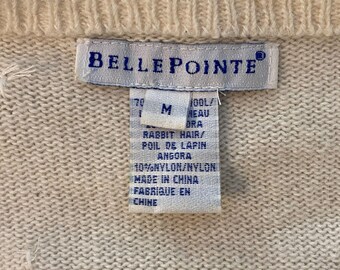 BELLEPOINTE®
M
RABBIT HAIR/
POIL DE LAPIN
ANGORA
10%NYLON/NYLON
MADE IN CHINA
FABRIQUE EN
CHINE